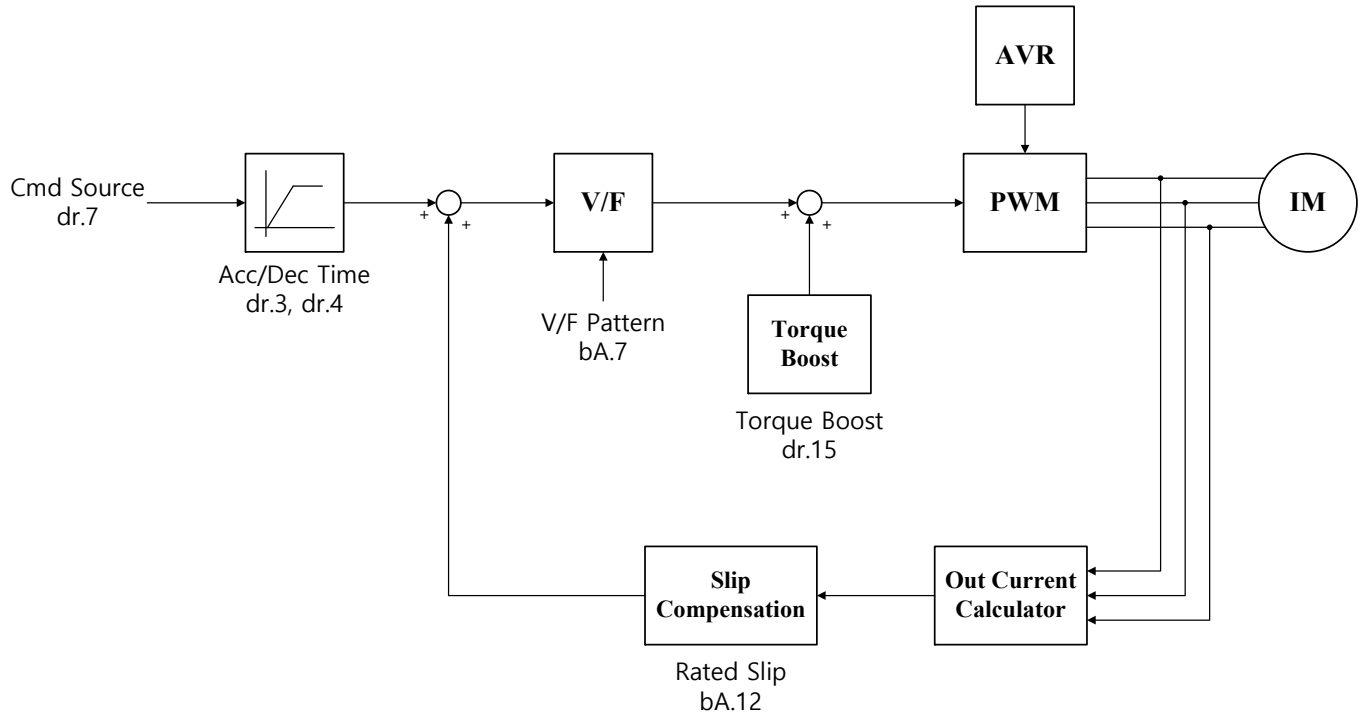 AVR
Cmd Source
dr.7
+
+
V/F
+
+
PWM
IM
Acc/Dec Time
dr.3, dr.4
V/F Pattern
bA.7
Torque
Boost
Torque Boost
dr.15
Slip
Compensation
Out Current
Calculator
Rated Slip
bA.12